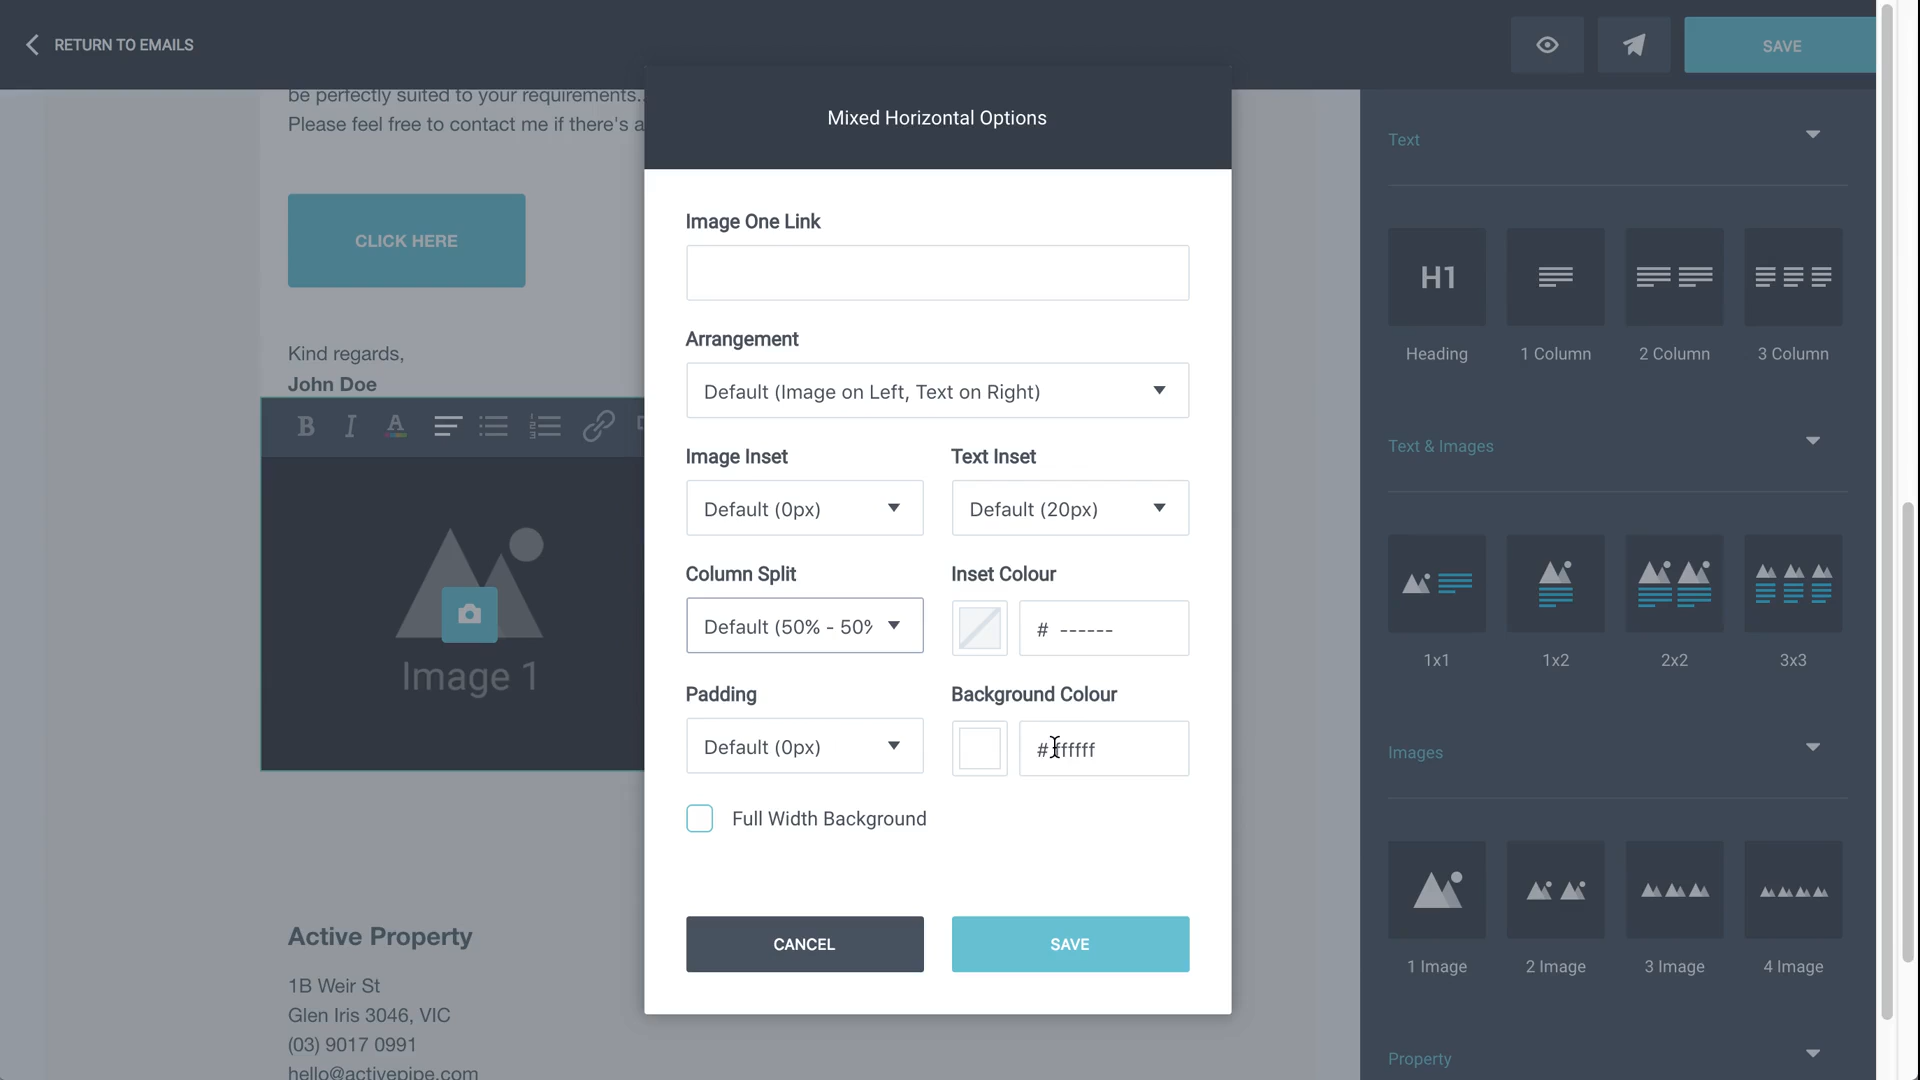 RETURN TO EMAILS
SAVE
be perfectly suited to your requirements..
Please feel free to contact me if there's a
CLICK HERE
Kind regards,
John Doe
B I A
Image 1
Active Property
1B Weir St
Glen Iris 3046, VIC
(03) 9017 0991
hello@activepipe.com
Mixed Horizontal Options
Image One Link
Arrangement
Default (Image on Left, Text on Right)
Image Inset
Text Inset
Default (0px)
Default (20px)
Column Split
Inset Colour
Default (50% - 50%
# ------
Padding
Background Colour
Default (0px)
#ffffff
Full Width Background
CANCEL
SAVE
Text
H1
Heading
1 Column
2 Column
3 Column
Text & Images
1x1
1x2
2x2
3x3
Images
1 Image
2 Image
3 Image
4 Image
Property